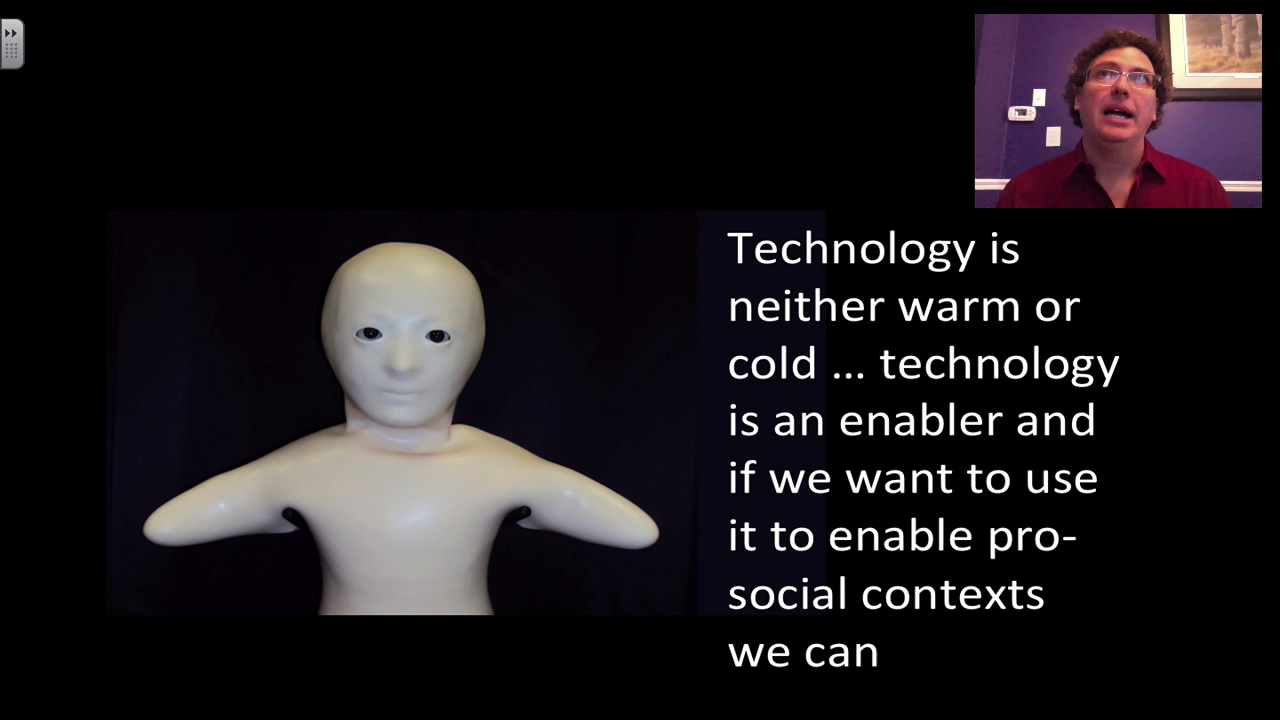 Technology is
neither warm or
cold ... technology
is an enabler and
if we want to use
it to enable pro-
social contexts
we can